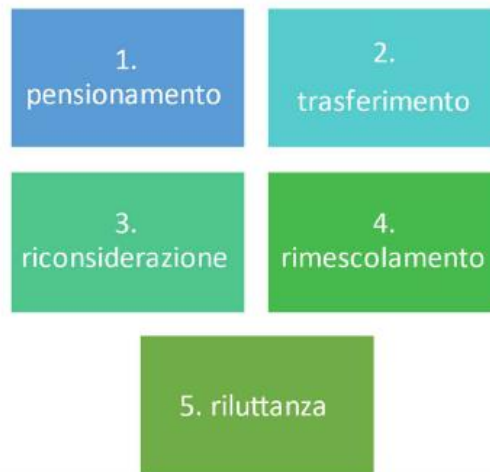 1.
pensionamento
2.
trasferimento
3.
riconsiderazione
4.
rimescolamento
5. riluttanza